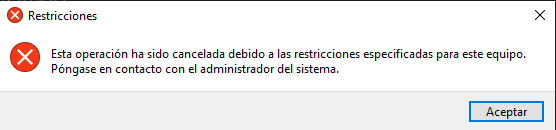 Restricciones
Esta operación ha sido cancelada debido a las restricciones especificadas para este equipo.
Póngase en contacto con el administrador del sistema.
Aceptar